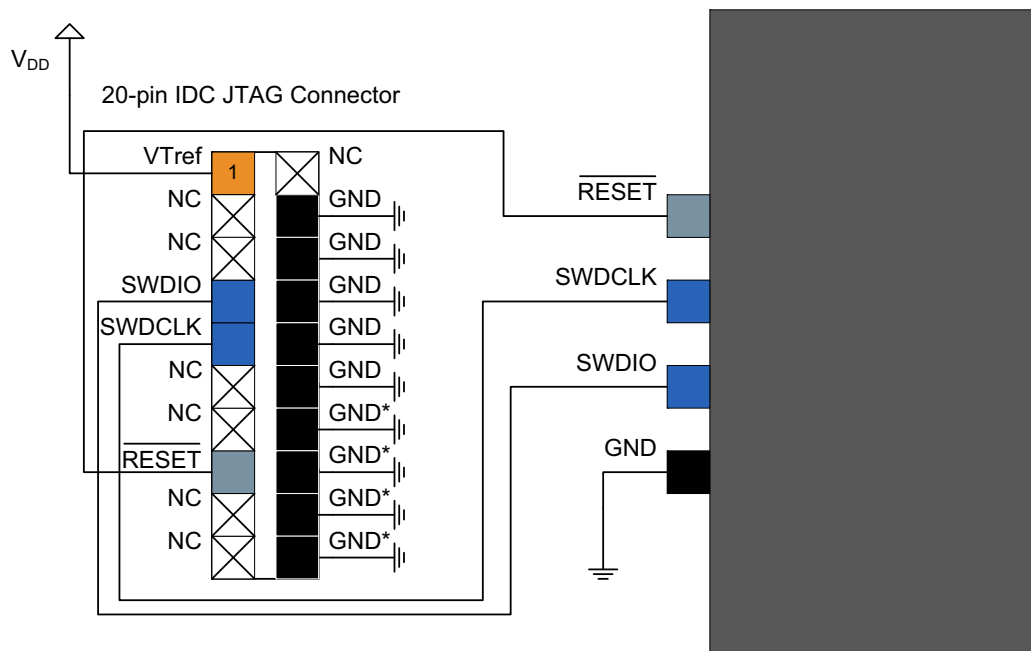 V_DD
20-pin IDC JTAG Connector
VTref 1 NC
NC GND
NC GND
SWDIO GND
SWDCLK GND
NC GND
NC GND*
RESET GND*
NC GND*
NC GND*
RESET
SWDCLK
SWDIO
GND